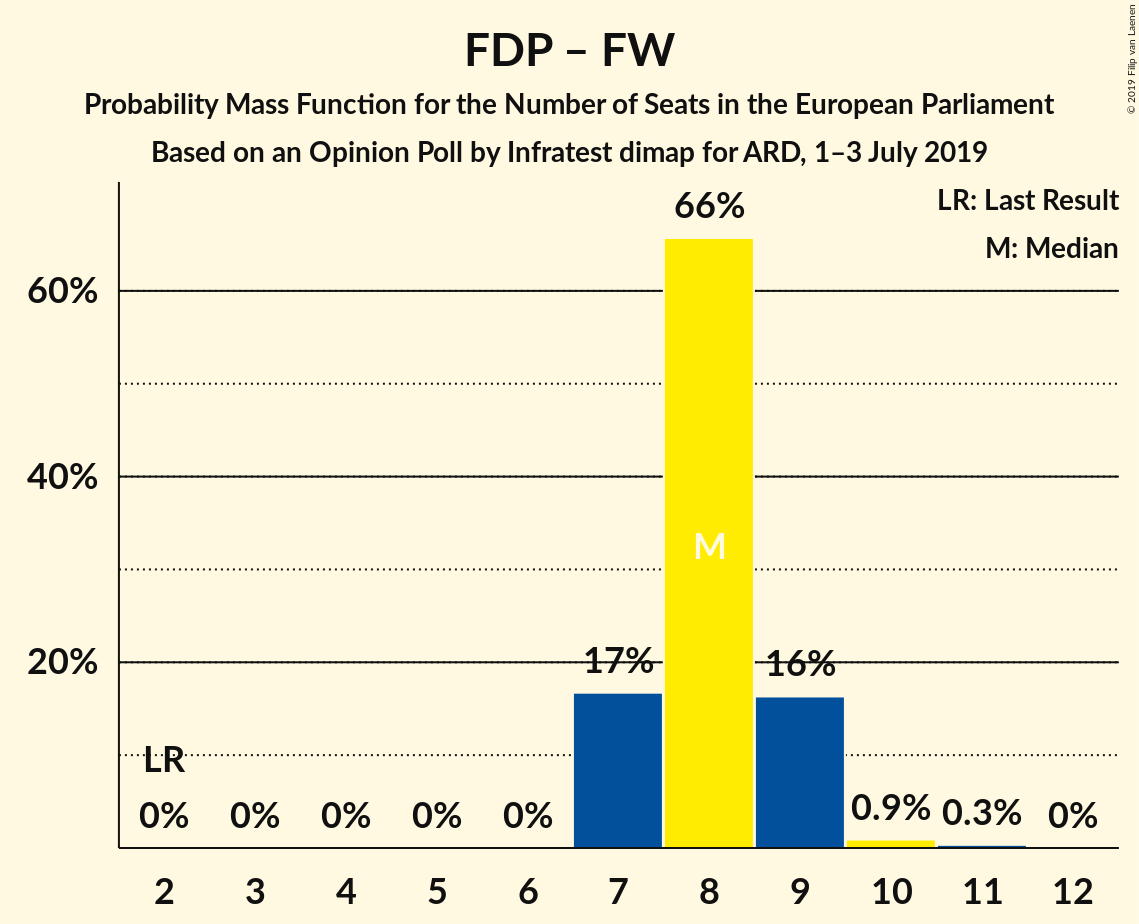 FDP – FW
Probability Mass Function for the Number of Seats in the European Parliament
Based on an Opinion Poll by Infratest dimap for ARD, 1–3 July 2019
© 2019 Filip van Laenen
LR: Last Result
M: Median
66%
60%
40%
M
20%
17%
16%
LR
0%
0%
0%
0%
0%
0.9%
0.3%
0%
2 3 4 5 6 7 8 9 10 11 12